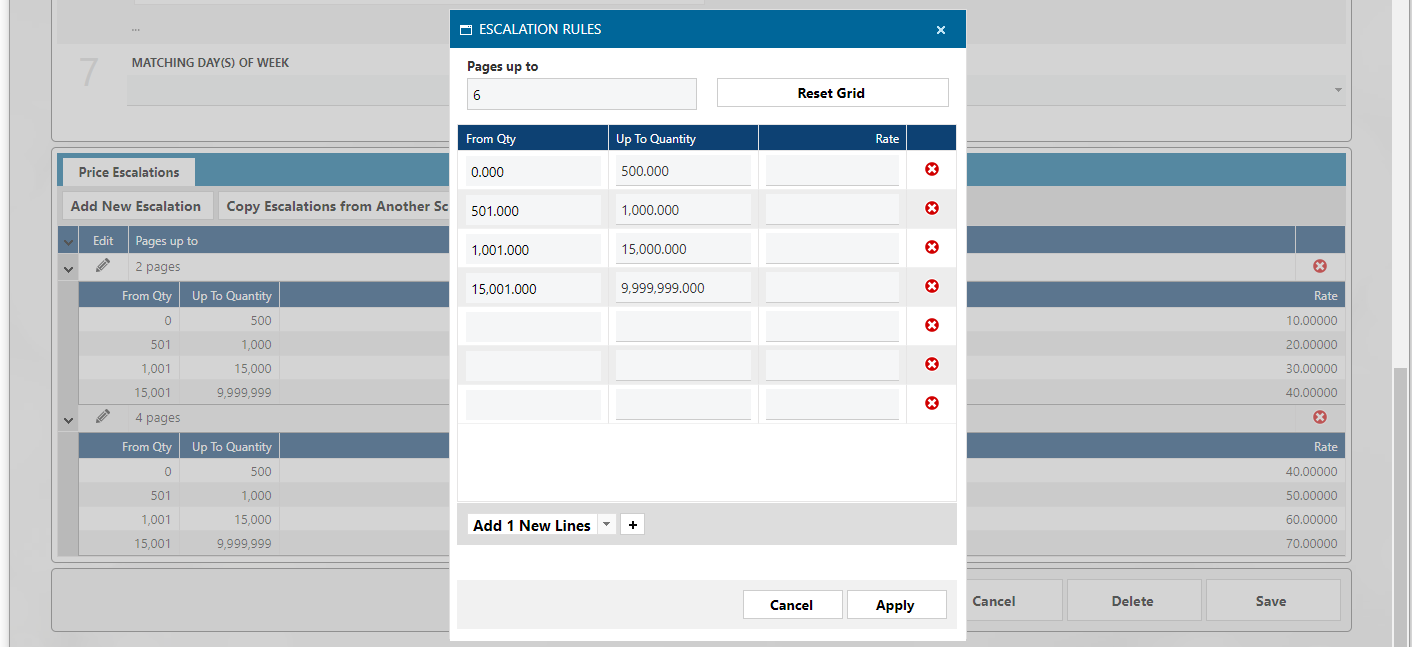 ...
7
MATCHING DAY(S) OF WEEK
ESCALATION RULES
Pages up to
6
Reset Grid
From Qty Up To Quantity Rate
0.000 500.000
501.000 1,000.000
1,001.000 15,000.000
15,001.000 9,999,999.000
Add 1 New Lines +
Cancel Apply
Price Escalations
Add New Escalation Copy Escalations from Another Sc
Edit Pages up to
2 pages
From Qty Up To Quantity Rate
0 500 10.00000
501 1,000 20.00000
1,001 15,000 30.00000
15,001 9,999,999 40.00000
4 pages
From Qty Up To Quantity Rate
0 500 40.00000
501 1,000 50.00000
1,001 15,000 60.00000
15,001 9,999,999 70.00000
Cancel Delete Save